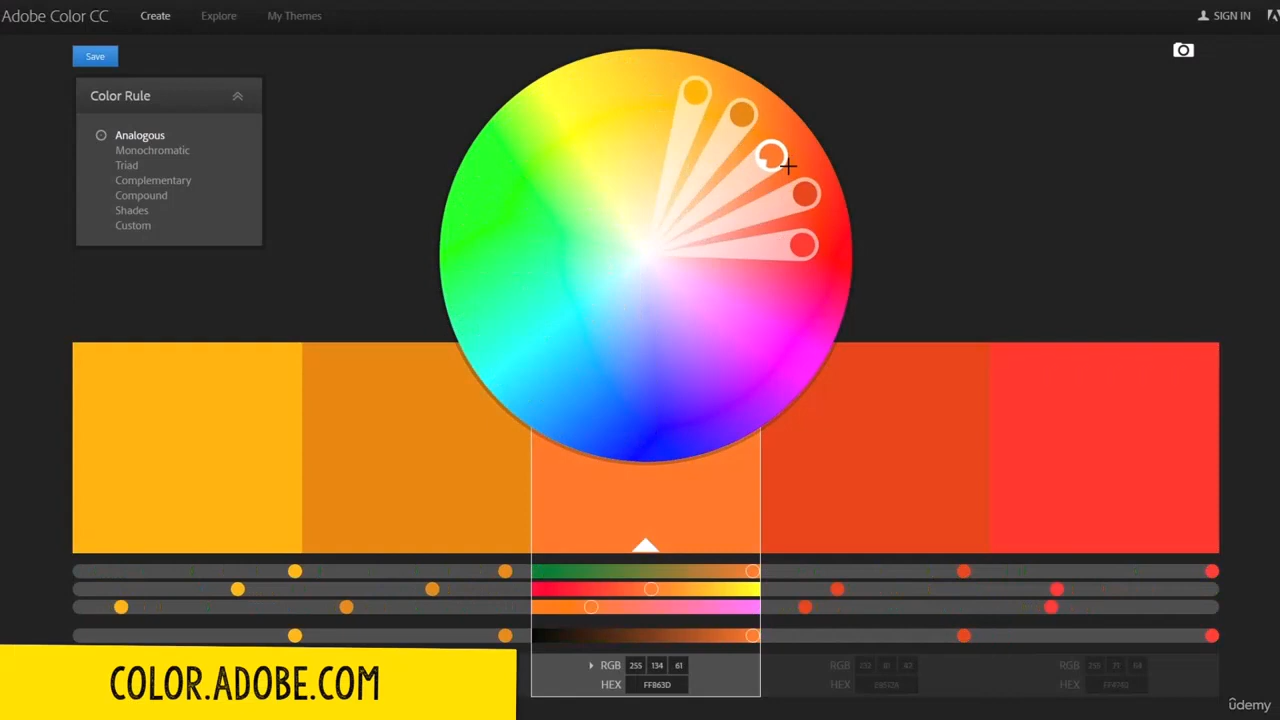 Adobe Color CC
Create
Explore
My Themes
SIGN IN
Save
Color Rule
Analogous
Monochromatic
Triad
Complementary
Compound
Shades
Custom
RGB 255 134 61
HEX FF863D
RGB
HEX
RGB
HEX
COLOR.ADOBE.COM
ûdemy